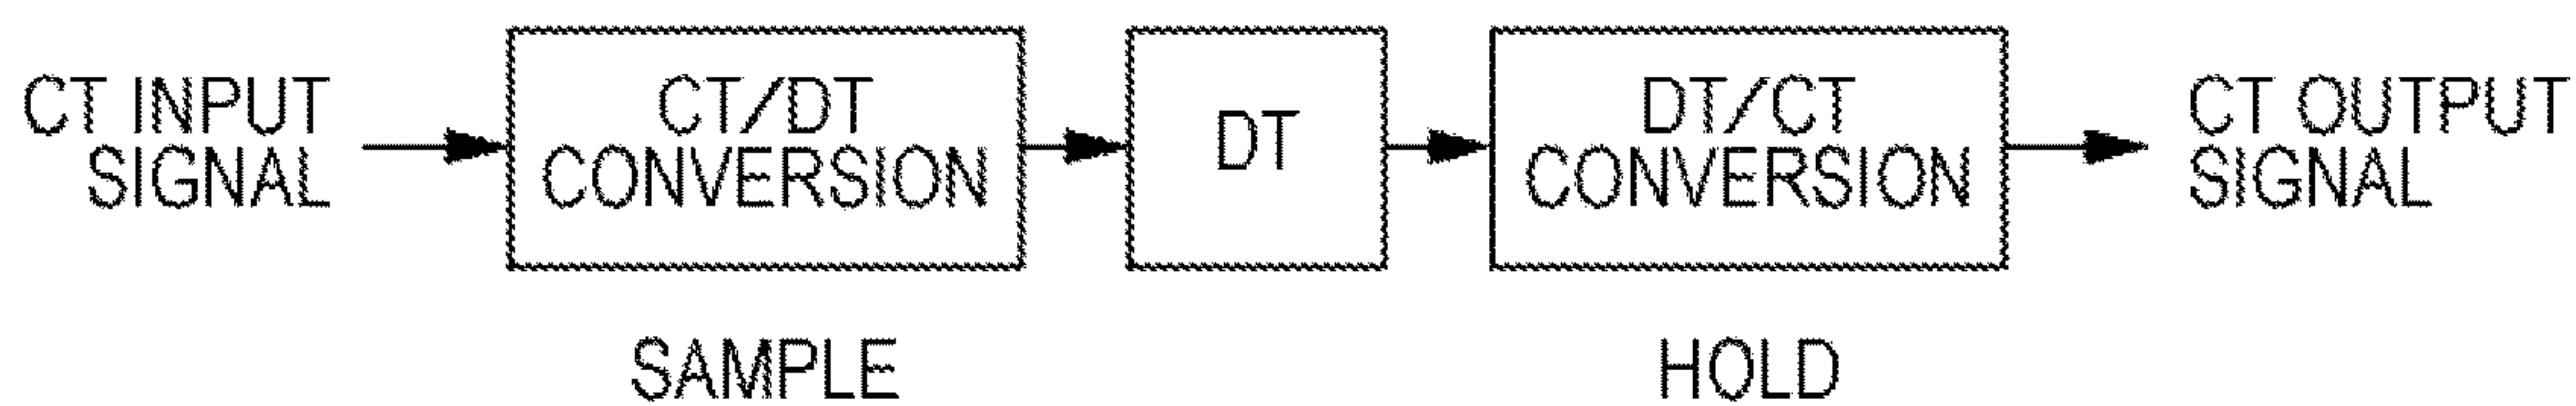 CT INPUT
SIGNAL
CT/DT
CONVERSION
DT
DT/CT
CONVERSION
CT OUTPUT
SIGNAL
SAMPLE
HOLD